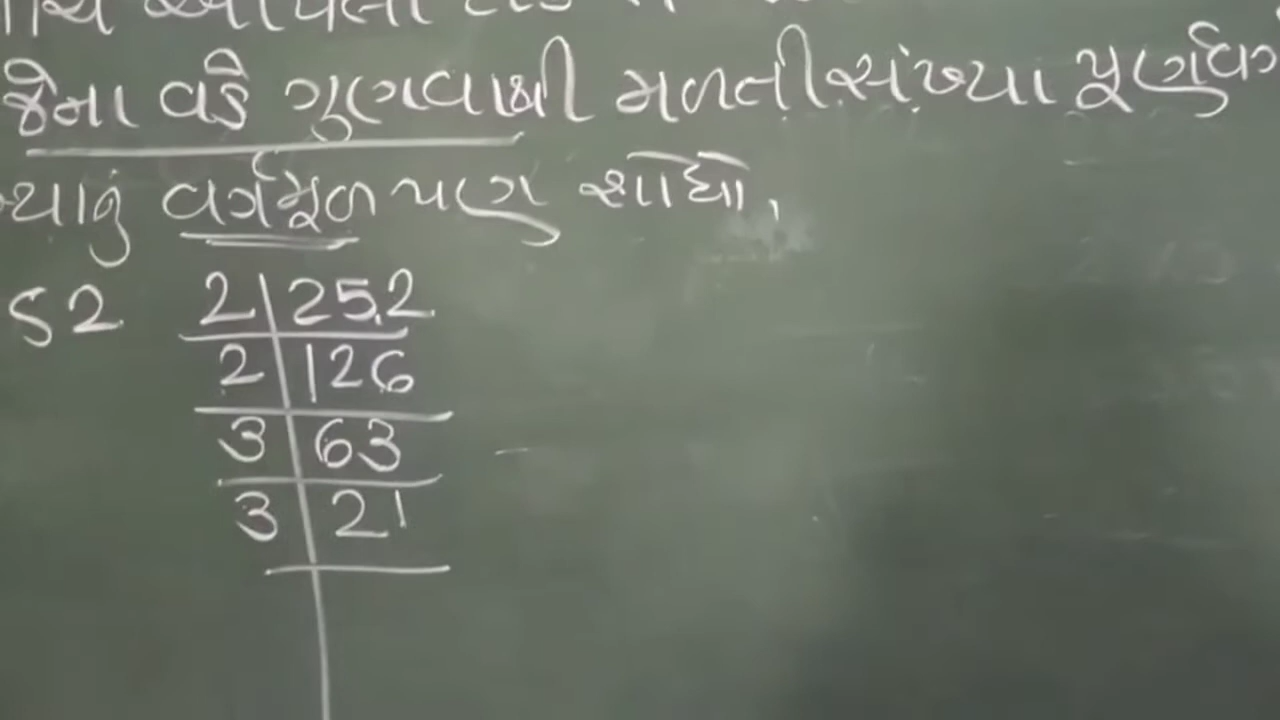 જેના વડે ગુણવાથી મળતી સંખ્યા પૂર્ણવર્ગ
વર્ગમૂળ પણ શોધો.
52 2 252
2 126
3 63
3 21